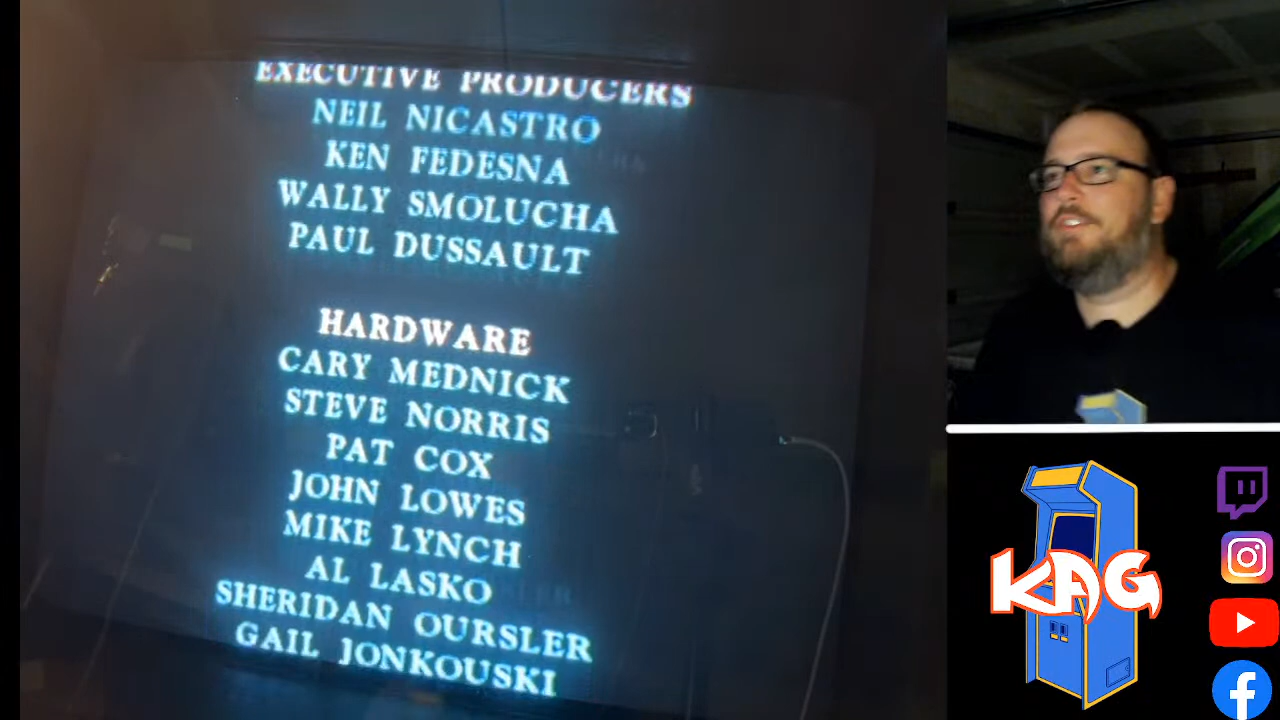 EXECUTIVE PRODUCERS
NEIL NICASTRO
KEN FEDESNA
WALLY SMOLUCHA
PAUL DUSSAULT
HARDWARE
CARY MEDNICK
STEVE NORRIS
PAT COX
JOHN LOWES
MIKE LYNCH
AL LASKO
SHERIDAN OURSLER
GAIL JONKOUSKI
KAG